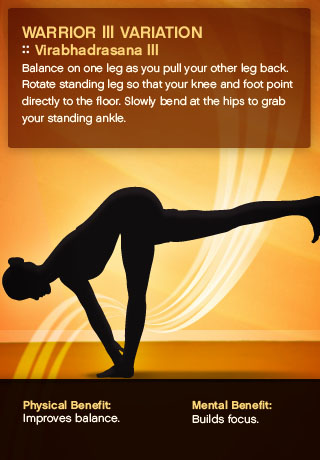 WARRIOR III VARIATION
:: Virabhadrasana III
Balance on one leg as you pull your other leg back.
Rotate standing leg so that your knee and foot point
directly to the floor. Slowly bend at the hips to grab
your standing ankle.
Physical Benefit:
Improves balance.
Mental Benefit:
Builds focus.